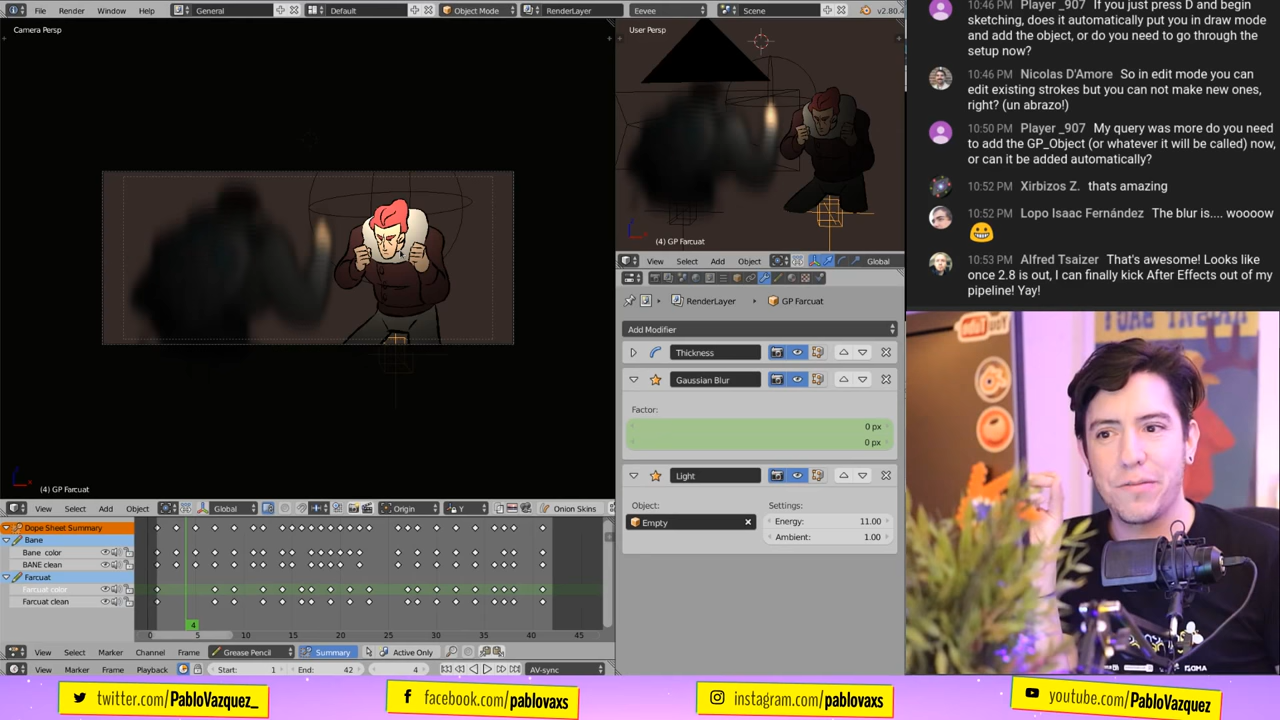 File Render Window Help General Default Object Mode RenderLayer Eevee Scene v2.80.
Camera Persp
User Persp
(4) GP Farcuat
View Select Add Object Global
RenderLayer GP Farcuat
Add Modifier
Thickness
Gaussian Blur
Factor:
0 px
0 px
Light
Object: Settings:
Empty Energy: 11.00
Ambient: 1.00
(4) GP Farcuat
View Select Add Object Global Origin Y Onion Skins
Dope Sheet Summary
Bane
Bane color
BANE clean
Farcuat
Farcuat color
Farcuat clean
4
0 5 10 15 20 25 30 35 40 45
View Select Marker Channel Frame Grease Pencil Summary Active Only
View Marker Frame Playback Start: 1 End: 42 4 AV-sync
10:46 PM Player _907 If you just press D and begin
sketching, does it automatically put you in draw mode
and add the object, or do you need to go through the
setup now?
10:46 PM Nicolas D'Amore So in edit mode you can
edit existing strokes but you can not make new ones,
right? (un abrazo!)
10:50 PM Player _907 My query was more do you need
to add the GP_Object (or whatever it will be called) now,
or can it be added automatically?
10:52 PM Xirbizos Z. thats amazing
10:52 PM Lopo Isaac Fernández The blur is.... woooow
10:53 PM Alfred Tsaizer That's awesome! Looks like
once 2.8 is out, I can finally kick After Effects out of my
pipeline! Yay!
twitter.com/PabloVazquez_
facebook.com/pablovaxs
instagram.com/pablovaxs
youtube.com/PabloVazquez